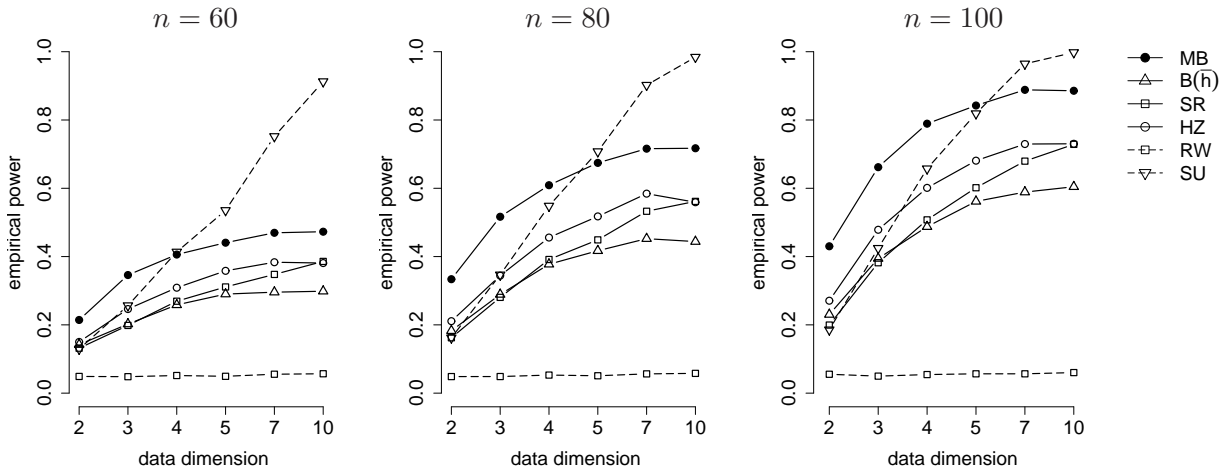 n = 60
n = 80
n = 100
empirical power
0.0 0.2 0.4 0.6 0.8 1.0
2 3 4 5 7 10
data dimension
empirical power
0.0 0.2 0.4 0.6 0.8 1.0
2 3 4 5 7 10
data dimension
empirical power
0.0 0.2 0.4 0.6 0.8 1.0
2 3 4 5 7 10
data dimension
MB
B(h̅)
SR
HZ
RW
SU